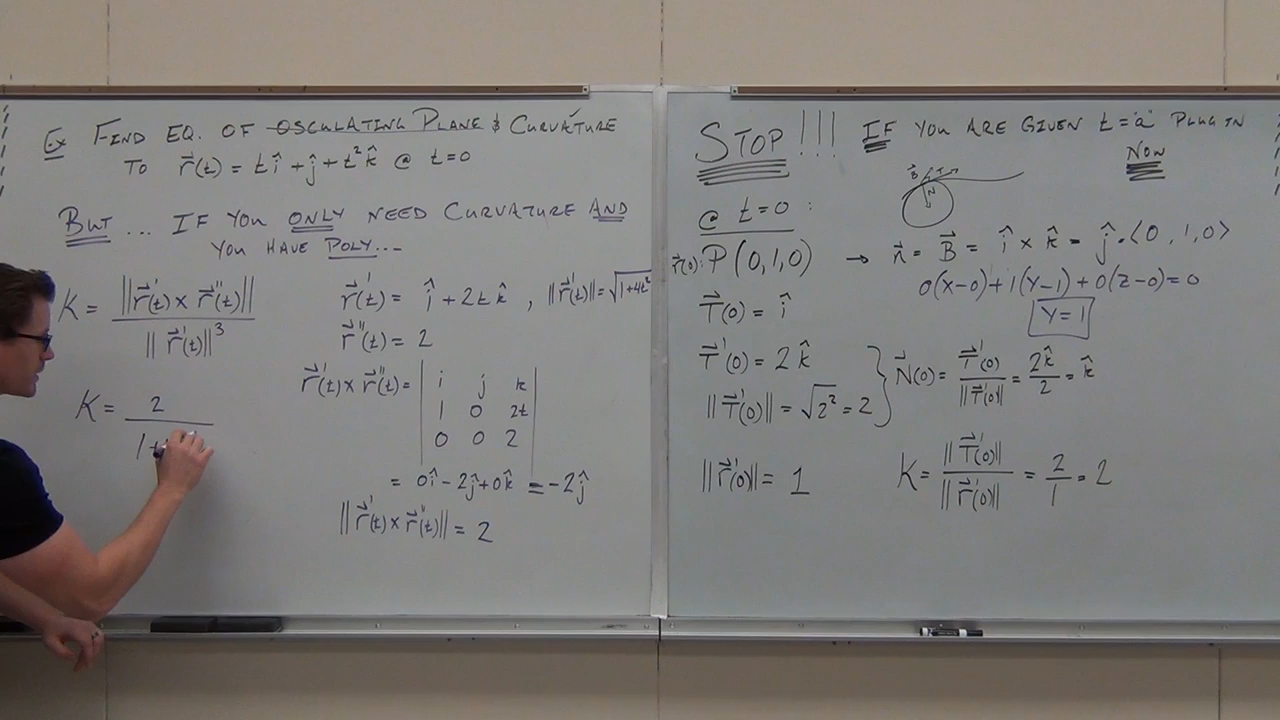 Ex FIND EQ. OF OSCULATING PLANE & CURVATURE
TO r⃗(t) = t î + ĵ + t² k̂ @ t=0
BUT ... IF YOU ONLY NEED CURVATURE AND
YOU HAVE POLY...
K = ||r⃗'(t) × r⃗''(t)|| / ||r⃗'(t)||³
r⃗'(t) = î + 2t k̂ , ||r⃗'(t)|| = √1+4t²
r⃗''(t) = 2
r⃗'(t) × r⃗''(t) = | i j k
1 0 2t
0 0 2 |
= 0î - 2ĵ + 0k̂ = -2ĵ
||r⃗'(t) × r⃗''(t)|| = 2
K = 2 / 1+
STOP!!! IF YOU ARE GIVEN t="a" PLUG IN
NOW
B⃗ T N
@ t=0 :
r⃗(0): P(0,1,0) → n⃗ = B⃗ = î × k̂ = ĵ = <0, 1, 0>
0(x-0)+1(y-1)+0(z-0)=0
Y=1
T⃗(0) = î
T⃗'(0) = 2 k̂
||T⃗'(0)|| = √2² = 2
} N⃗(0) = T⃗'(0) / ||T⃗'(0)|| = 2k̂ / 2 = k̂
||r⃗'(0)|| = 1
K = ||T⃗'(0)|| / ||r⃗'(0)|| = 2/1 = 2